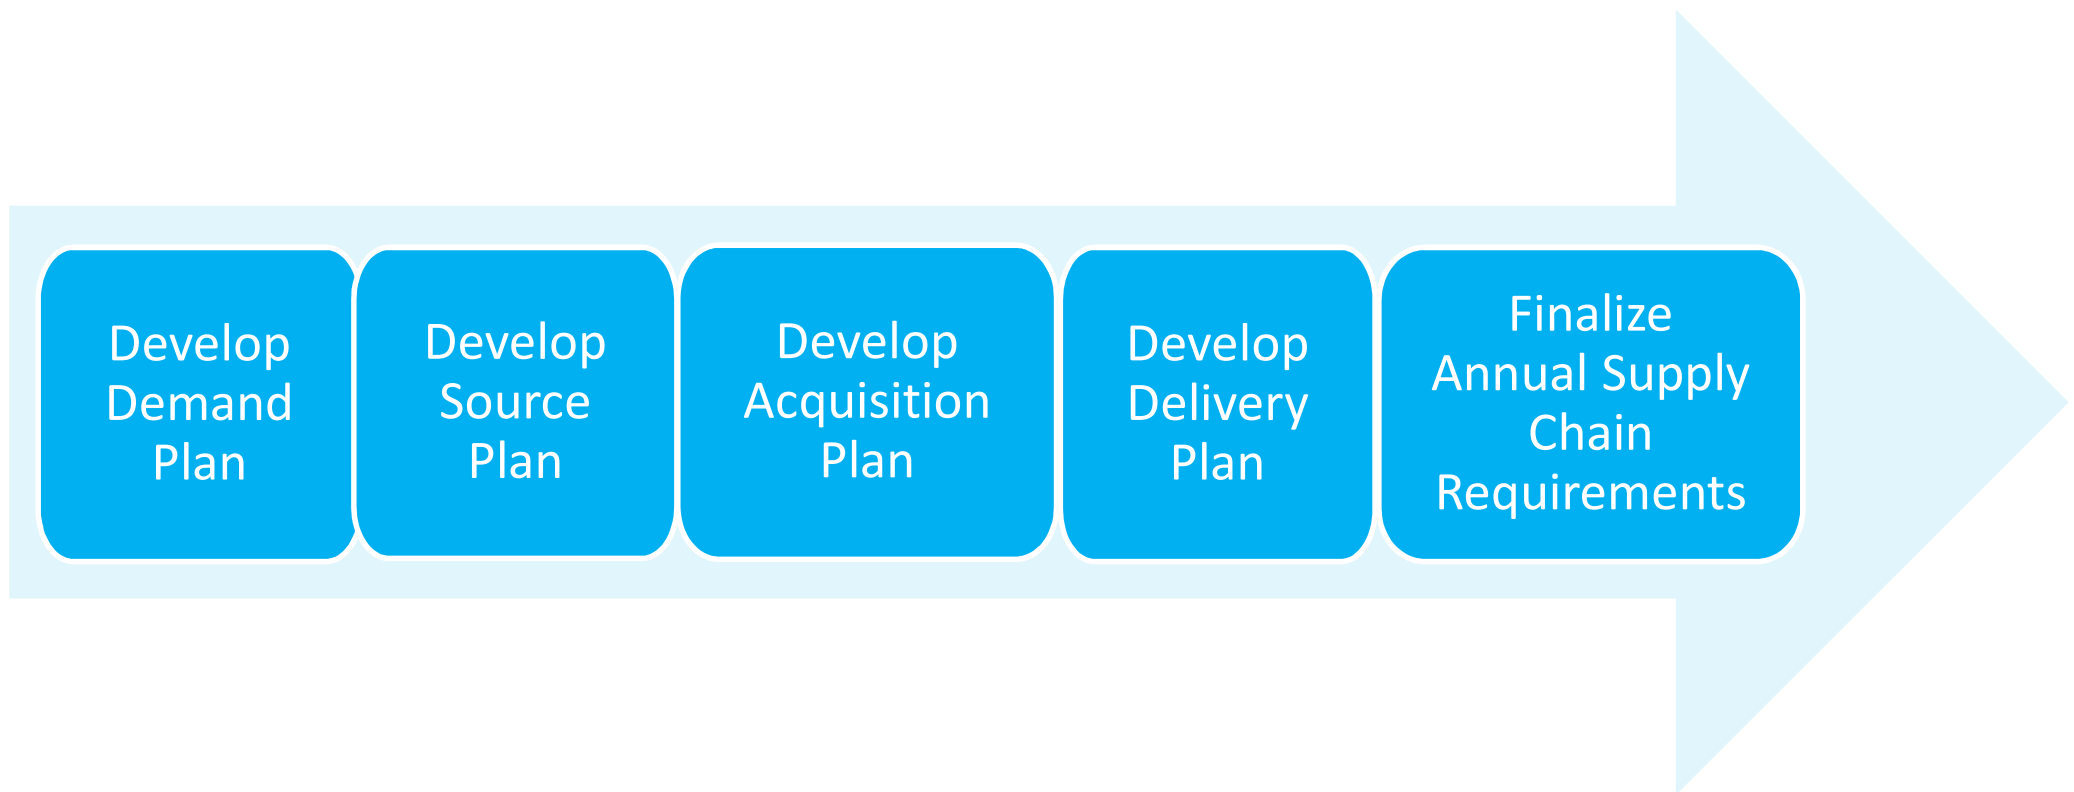 Develop
Demand
Plan
Develop
Source
Plan
Develop
Acquisition
Plan
Develop
Delivery
Plan
Finalize
Annual Supply
Chain
Requirements